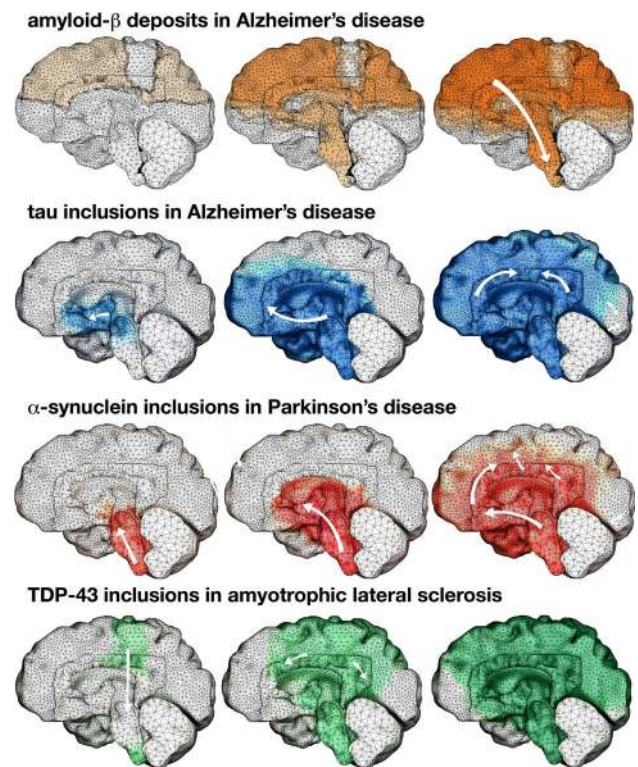 amyloid-β deposits in Alzheimer's disease
tau inclusions in Alzheimer's disease
α-synuclein inclusions in Parkinson's disease
TDP-43 inclusions in amyotrophic lateral sclerosis